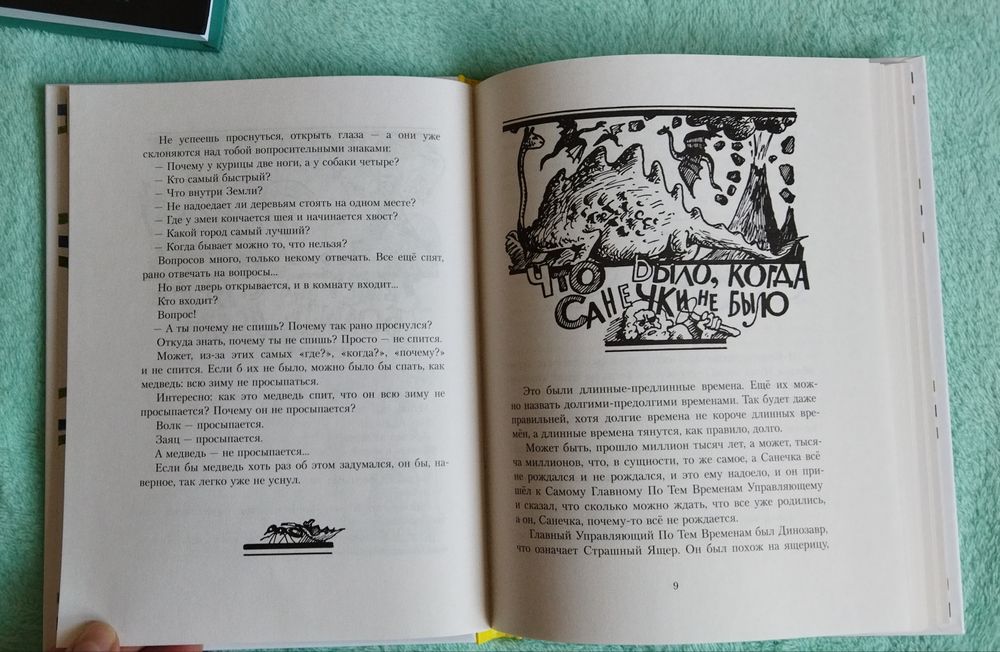 Не успеешь проснуться, открыть глаза — а они уже
склоняются над тобой вопросительными знаками:
— Почему у курицы две ноги, а у собаки четыре?
— Кто самый быстрый?
— Что внутри Земли?
— Не надоедает ли деревьям стоять на одном месте?
— Где у змеи кончается шея и начинается хвост?
— Какой город самый лучший?
— Когда бывает можно то, что нельзя?
Вопросов много, только некому отвечать. Все ещё спят,
рано отвечать на вопросы...
Но вот дверь открывается, и в комнату входит...
Кто входит?
Вопрос!
— А ты почему не спишь? Почему так рано проснулся?
Откуда знать, почему ты не спишь? Просто — не спится.
Может, из-за этих самых «где?», «когда?», «почему?»
и не спится. Если б их не было, можно было бы спать, как
медведь: всю зиму не просыпаться.
Интересно: как это медведь спит, что он всю зиму не
просыпается? Почему он не просыпается?
Волк — просыпается.
Заяц — просыпается.
А медведь — не просыпается...
Если бы медведь хоть раз об этом задумался, он бы, на-
верное, так легко уже не уснул.
ЧТО БЫЛО, КОГДА
САНЕЧКИ НЕ БЫЛО
Это были длинные-предлинные времена. Ещё их мож-
но назвать долгими-предолгими временами. Так будет даже
правильней, хотя долгие времена не короче длинных вре-
мён, а длинные времена тянутся, как правило, долго.
Может быть, прошло миллион тысяч лет, а может, тыся-
ча миллионов, что, в сущности, то же самое, а Санечка всё
не рождался и не рождался, и это ему надоело, и он при-
шёл к Самому Главному По Тем Временам Управляющему
и сказал, что сколько можно ждать, что все уже родились,
а он, Санечка, почему-то всё не рождается.
Главный Управляющий По Тем Временам был Динозавр,
что означает Страшный Ящер. Он был похож на ящерицу,
9